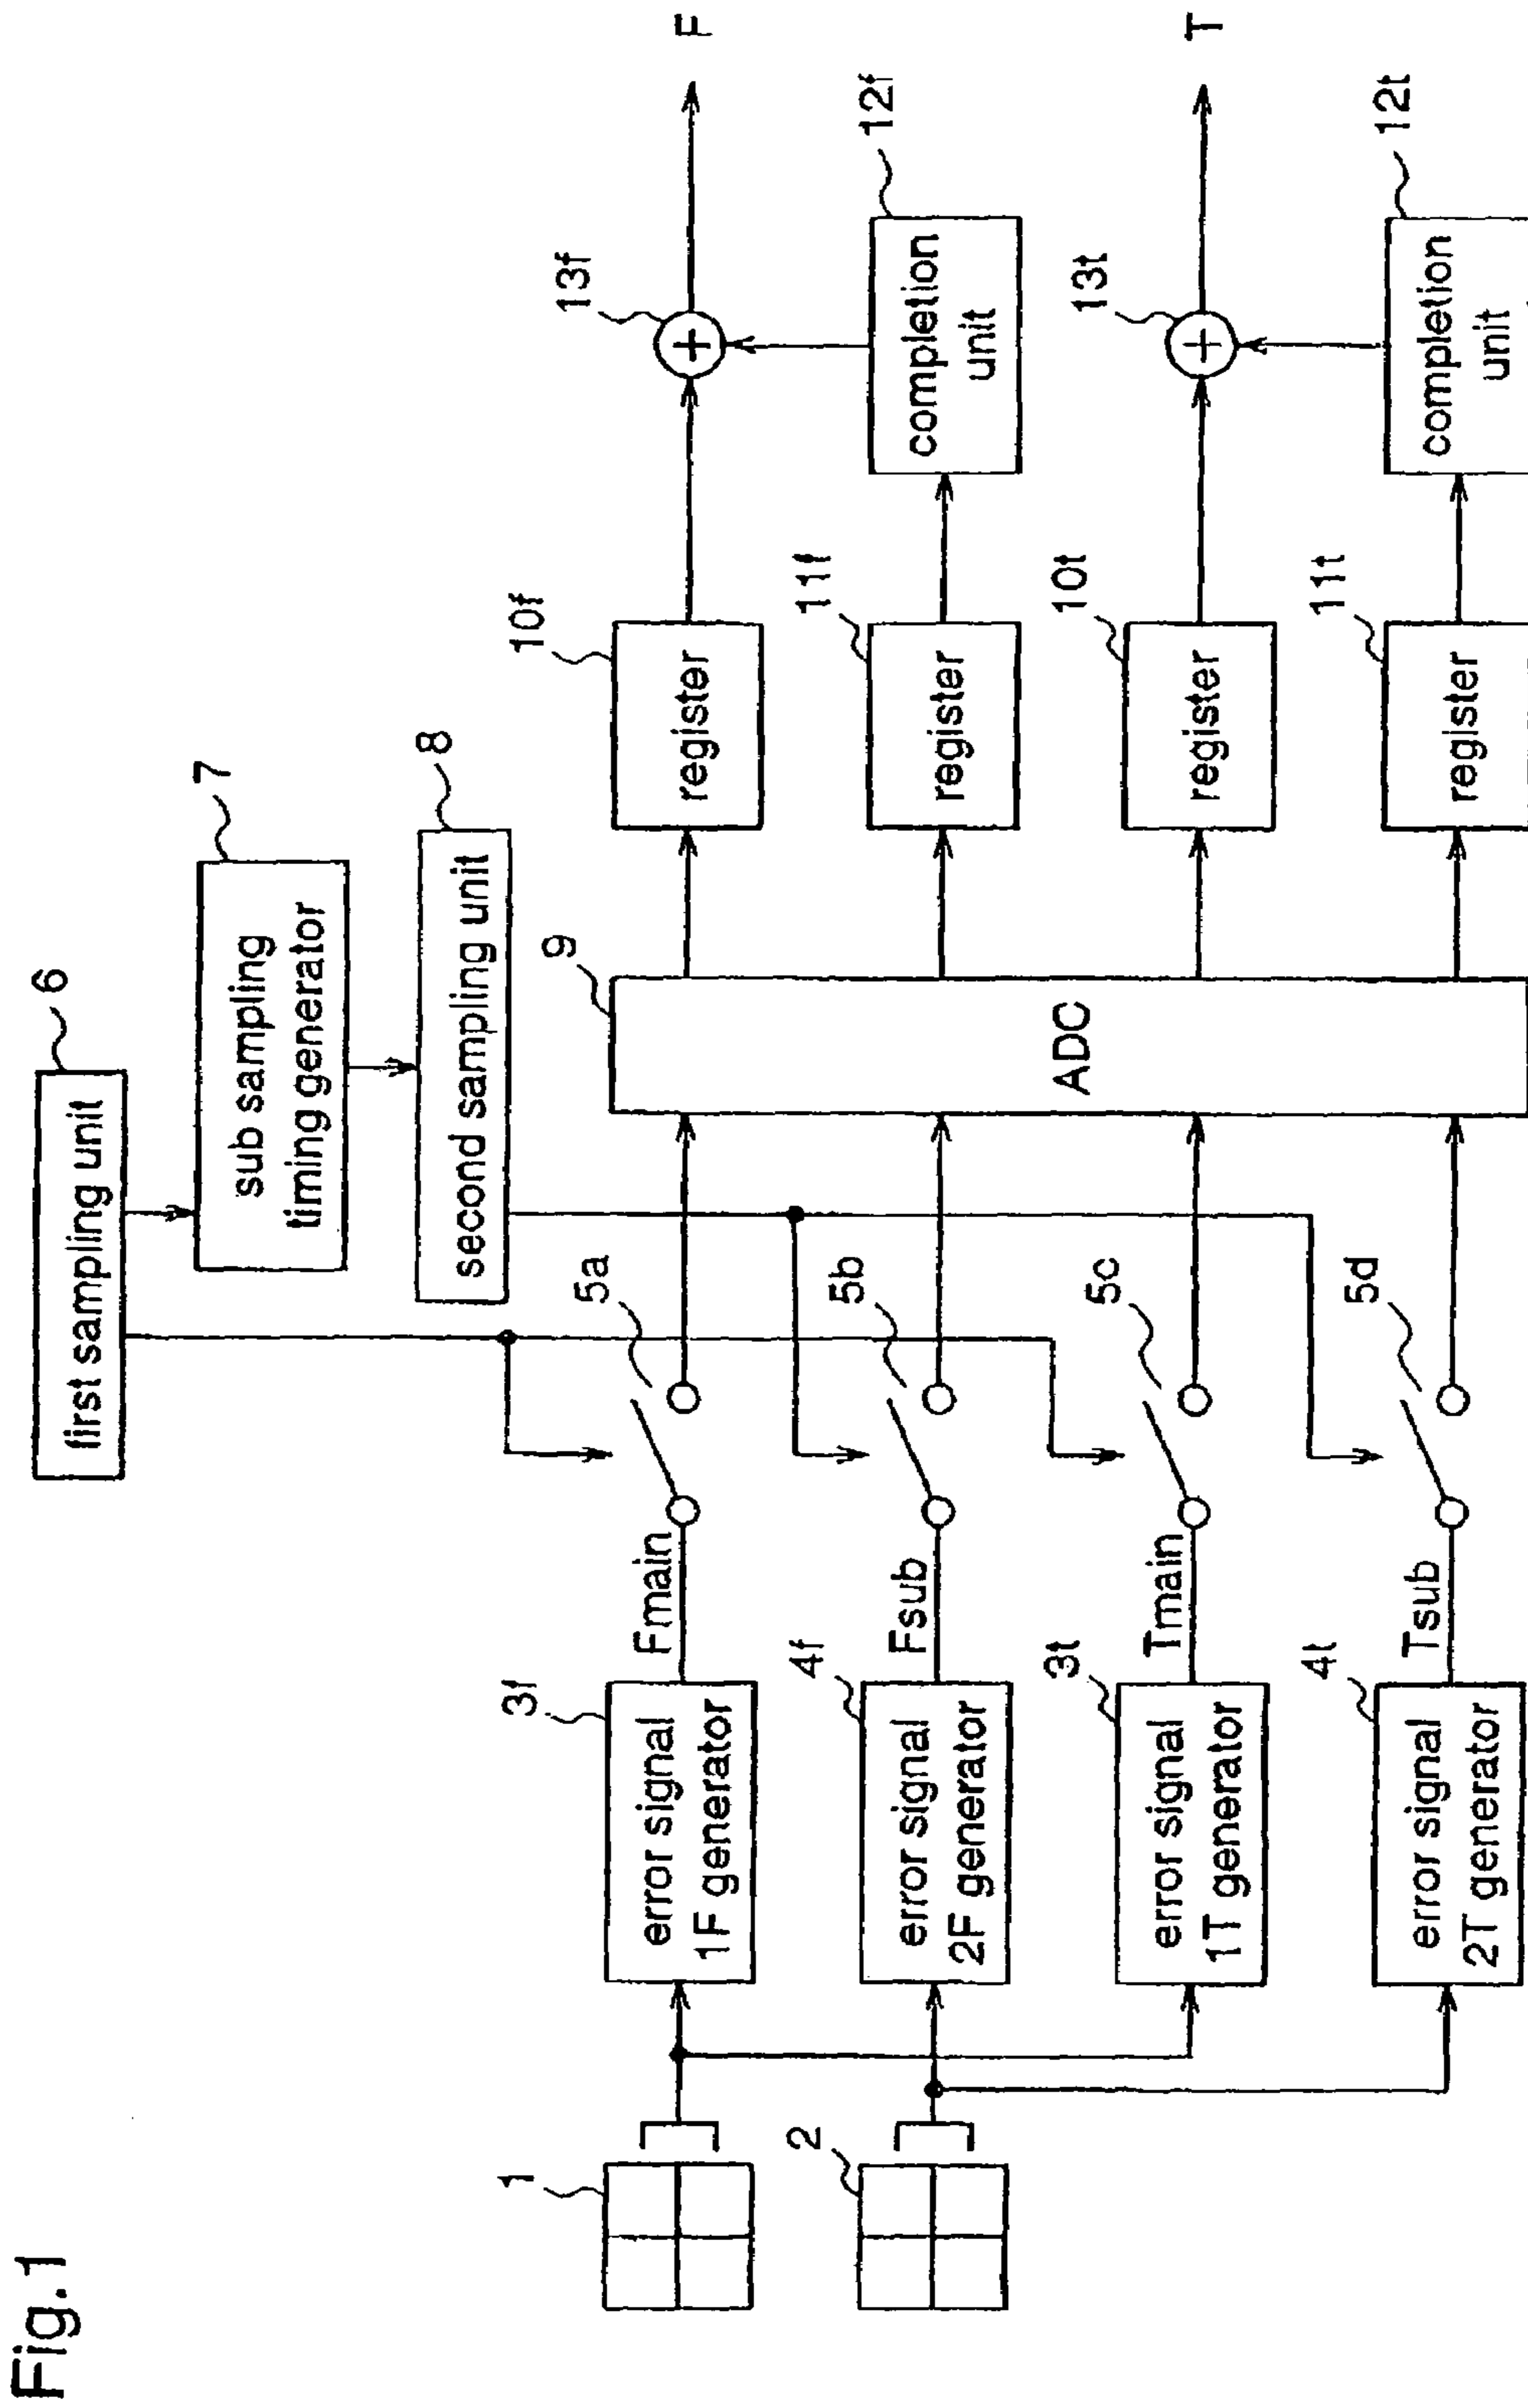 Fig.1
first sampling unit
6
sub sampling
timing generator
7
second sampling unit
8
1
3f
error signal
1F generator
Fmain
5a
9
ADC
10f
register
13f
+
F
2
4f
error signal
2F generator
Fsub
5b
11f
register
completion
unit
12f
3t
error signal
1T generator
Tmain
5c
10t
register
13t
+
T
4t
error signal
2T generator
Tsub
5d
11t
register
completion
unit
12t